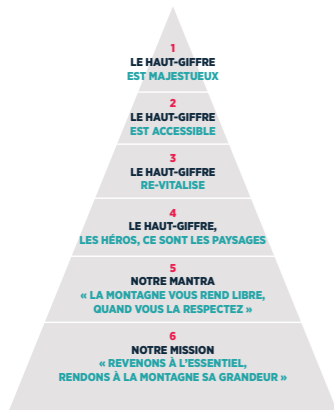 1
LE HAUT-GIFFRE
EST MAJESTUEUX
2
LE HAUT-GIFFRE
EST ACCESSIBLE
3
LE HAUT-GIFFRE
RE-VITALISE
4
LE HAUT-GIFFRE,
LES HÉROS, CE SONT LES PAYSAGES
5
NOTRE MANTRA
« LA MONTAGNE VOUS REND LIBRE,
QUAND VOUS LA RESPECTEZ »
6
NOTRE MISSION
« REVENONS À L'ESSENTIEL,
RENDONS À LA MONTAGNE SA GRANDEUR »